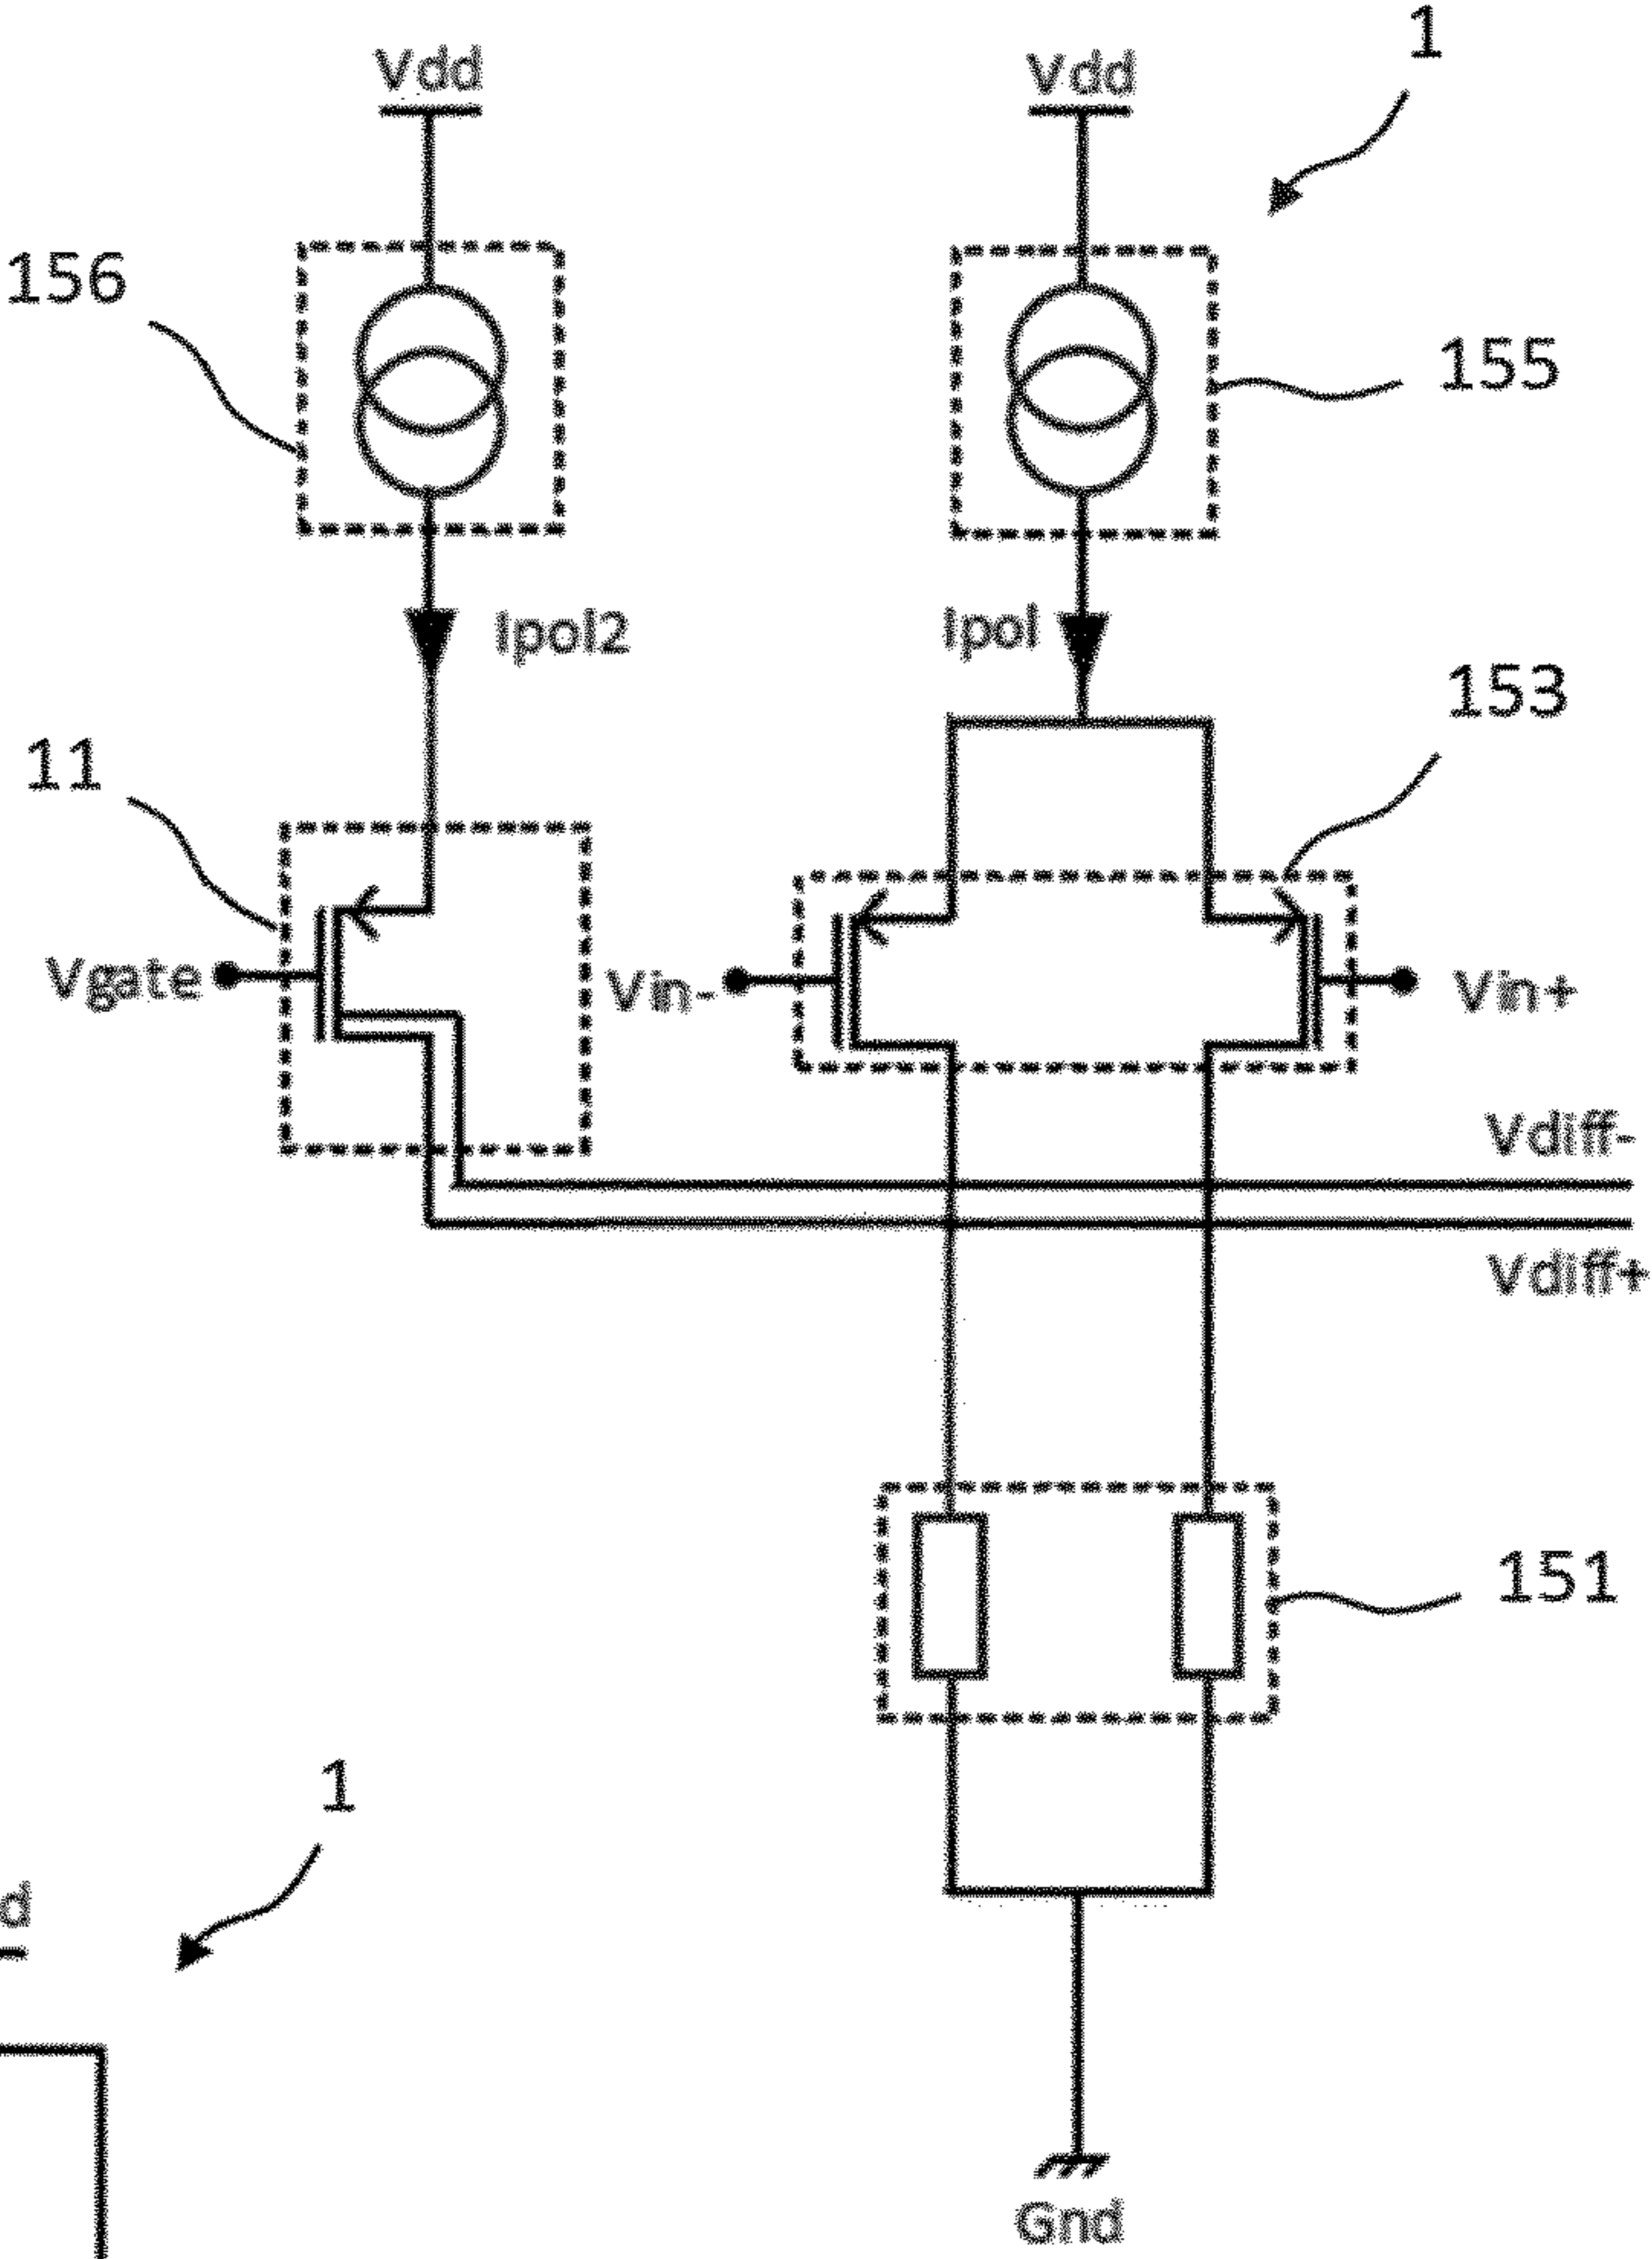 1
Vdd
Vdd
156
155
Ipol2
Ipol
153
11
Vgate
Vin-
Vin+
Vdiff-
Vdiff+
151
1
d
Gnd